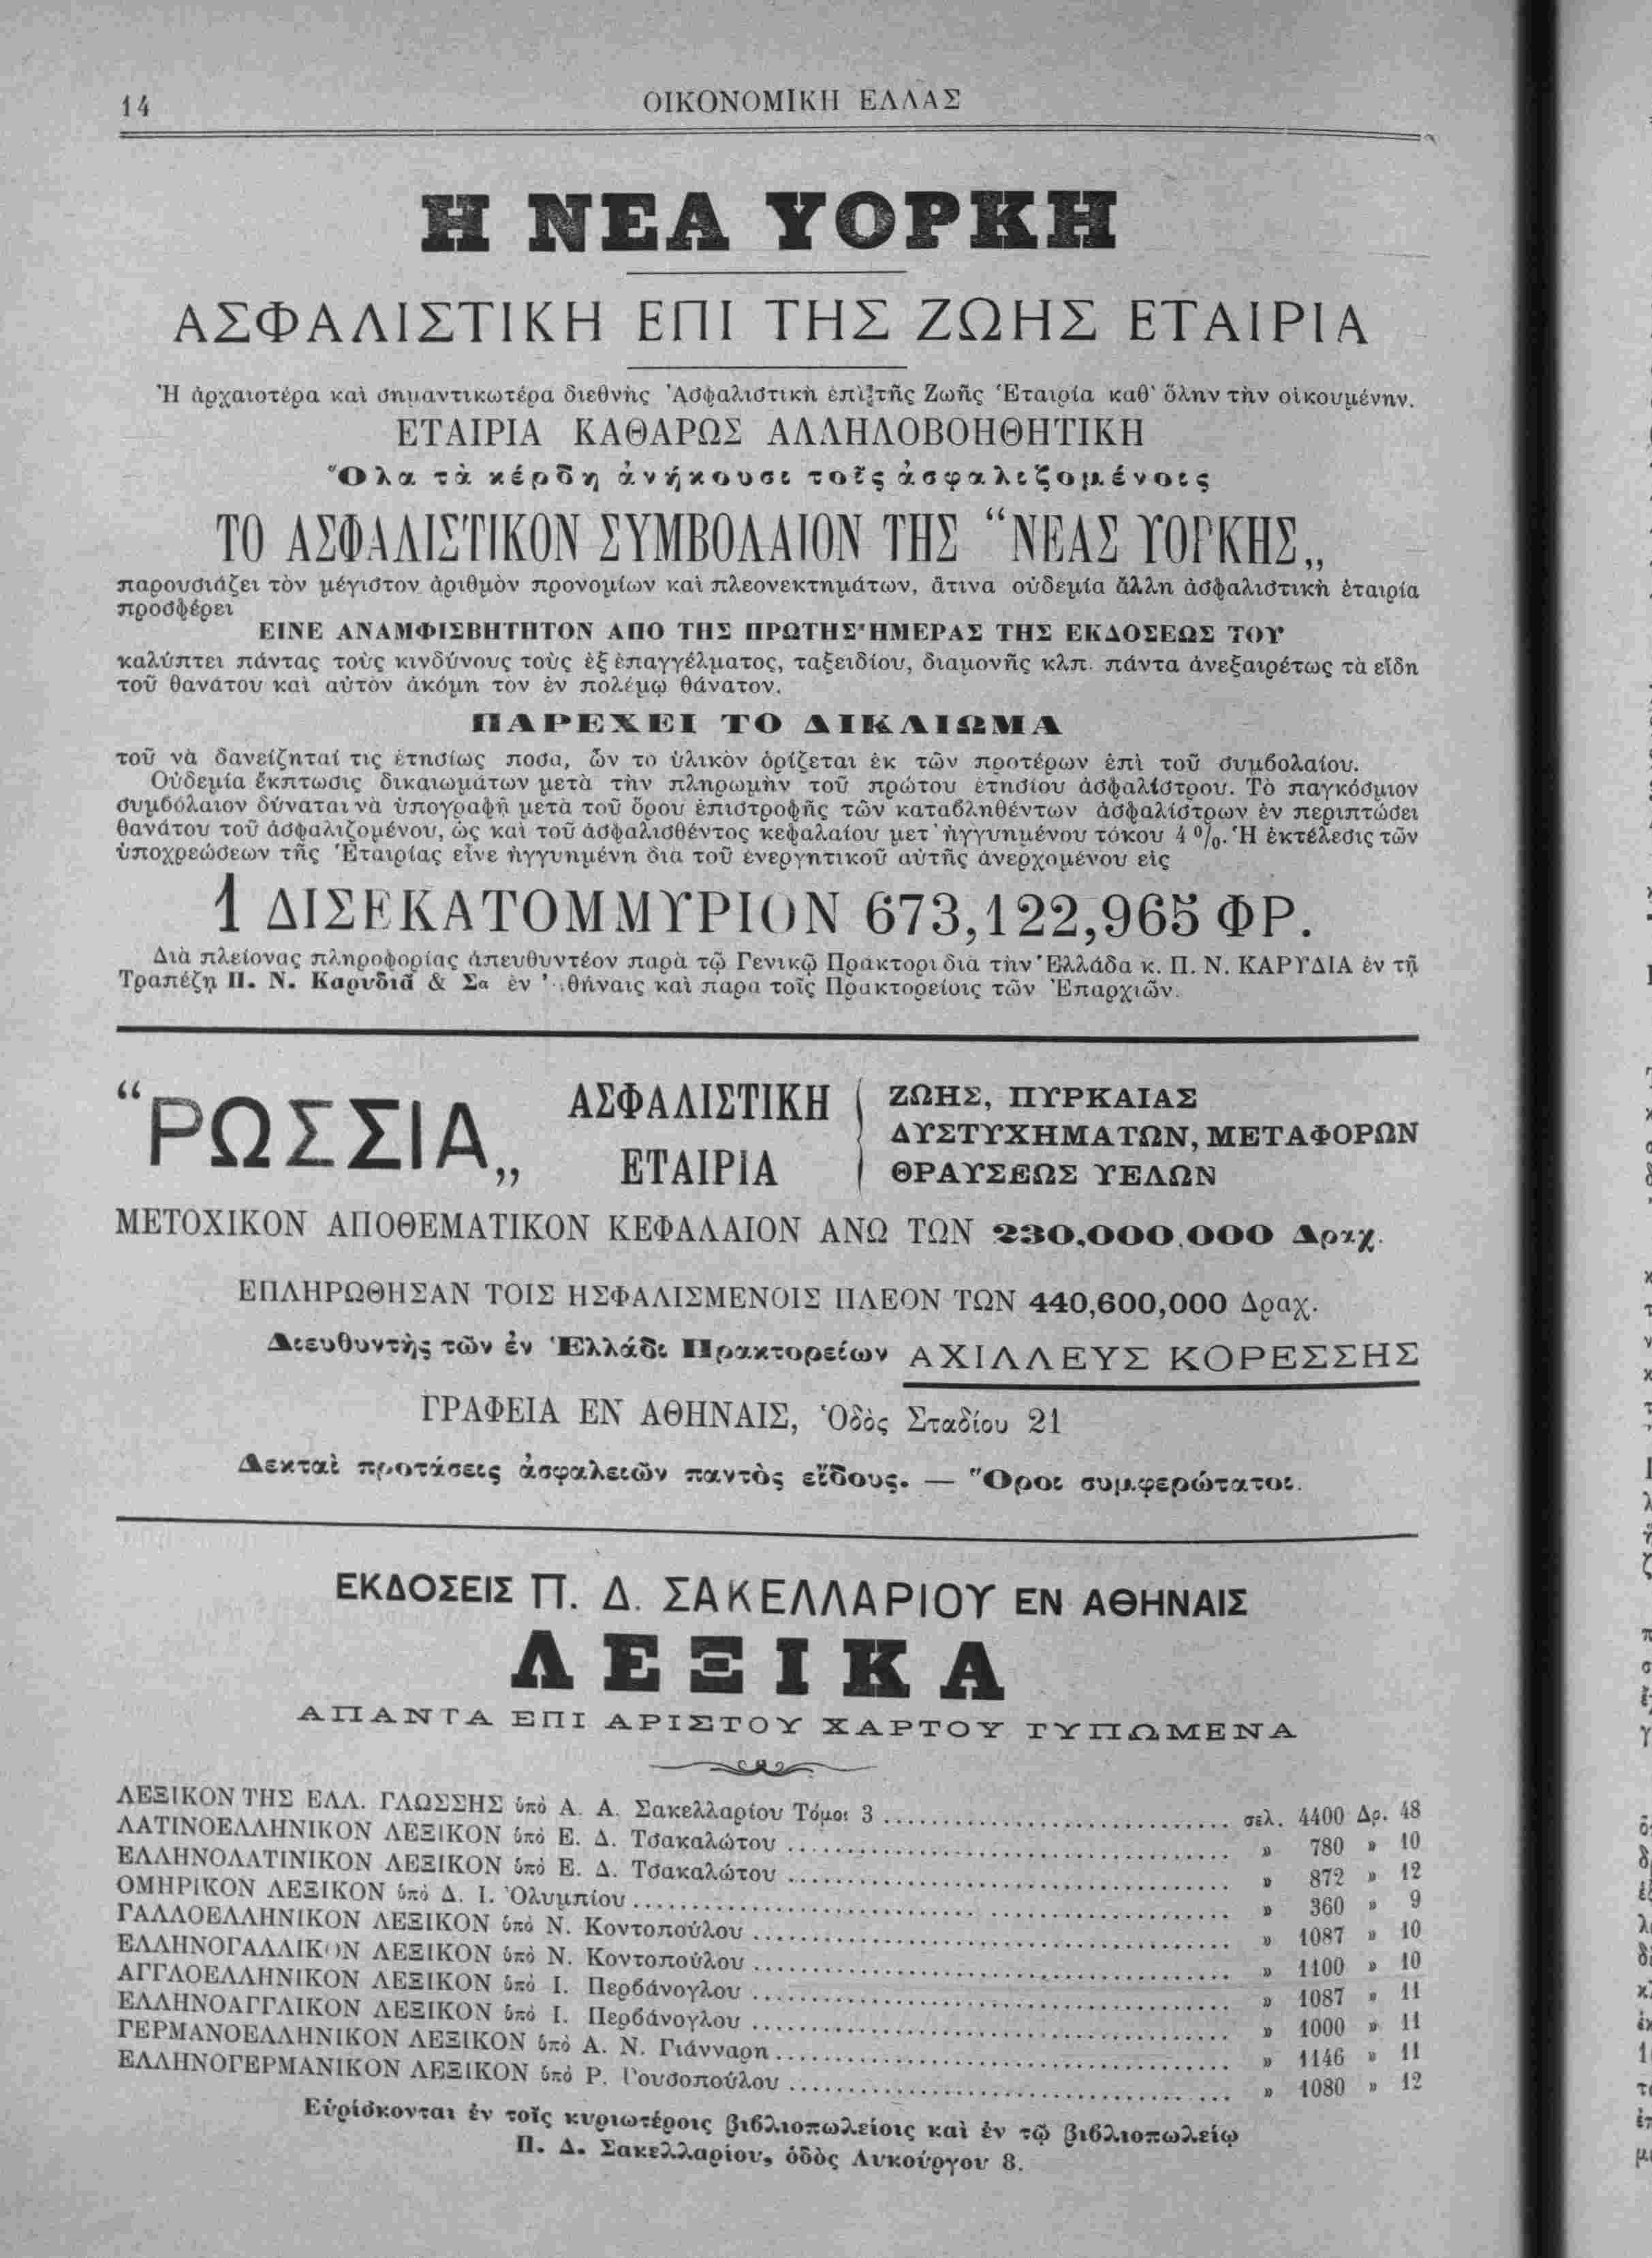 14
ΟΙΚΟΝΟΜΙΚΗ ΕΛΛΑΣ
Η ΝΕΑ ΥΟΡΚΗ
ΑΣΦΑΛΙΣΤΙΚΗ ΕΠΙ ΤΗΣ ΖΩΗΣ ΕΤΑΙΡΙΑ
Ἡ ἀρχαιοτέρα καὶ σημαντικωτέρα διεθνὴς Ἀσφαλιστικὴ ἐπὶ τῆς Ζωῆς Ἑταιρία καθ' ὅλην τὴν οἰκουμένην.
ΕΤΑΙΡΙΑ ΚΑΘΑΡΩΣ ΑΛΛΗΛΟΒΟΗΘΗΤΙΚΗ
Ὅλα τὰ κέρδη ἀνήκουσι τοῖς ἀσφαλιζομένοις
ΤΟ ΑΣΦΑΛΙΣΤΙΚΟΝ ΣΥΜΒΟΛΑΙΟΝ ΤΗΣ “ΝΕΑΣ ΥΟΡΚΗΣ„
παρουσιάζει τὸν μέγιστον ἀριθμὸν προνομίων καὶ πλεονεκτημάτων, ἅτινα οὐδεμία ἄλλη ἀσφαλιστικὴ ἑταιρία
προσφέρει
ΕΙΝΕ ΑΝΑΜΦΙΣΒΗΤΗΤΟΝ ΑΠΟ ΤΗΣ ΠΡΩΤΗΣ ΗΜΕΡΑΣ ΤΗΣ ΕΚΔΟΣΕΩΣ ΤΟΥ
καλύπτει πάντας τοὺς κινδύνους τοὺς ἐξ ἐπαγγέλματος, ταξειδίου, διαμονῆς κλπ. πάντα ἀνεξαιρέτως τὰ εἴδη
τοῦ θανάτου καὶ αὐτὸν ἀκόμη τὸν ἐν πολέμῳ θάνατον.
ΠΑΡΕΧΕΙ ΤΟ ΔΙΚΑΙΩΜΑ
τοῦ νὰ δανείζηταί τις ἐτησίως ποσὰ, ὧν τὸ ὑλικὸν ὁρίζεται ἐκ τῶν προτέρων ἐπὶ τοῦ συμβολαίου.
Οὐδεμία ἔκπτωσις δικαιωμάτων μετὰ τὴν πληρωμὴν τοῦ πρώτου ἐτησίου ἀσφαλίστρου. Τὸ παγκόσμιον
συμβόλαιον δύναται νὰ ὑπογραφῇ μετὰ τοῦ ὅρου ἐπιστροφῆς τῶν καταβληθέντων ἀσφαλίστρων ἐν περιπτώσει
θανάτου τοῦ ἀσφαλιζομένου, ὡς καὶ τοῦ ἀσφαλισθέντος κεφαλαίου μετ' ἠγγυημένου τόκου 4 %. Ἡ ἐκτέλεσις τῶν
ὑποχρεώσεων τῆς Ἑταιρίας εἶνε ἠγγυημένη διὰ τοῦ ἐνεργητικοῦ αὐτῆς ἀνερχομένου εἰς
1 ΔΙΣΕΚΑΤΟΜΜΥΡΙΟΝ 673,122,965 ΦΡ.
Διὰ πλείονας πληροφορίας ἀπευθυντέον παρὰ τῷ Γενικῷ Πράκτορι διὰ τὴν Ἑλλάδα κ. Π. Ν. ΚΑΡΥΔΙΑ ἐν τῇ
Τραπέζῃ Π. Ν. Καρυδιᾶ & Σα ἐν Ἀθήναις καὶ παρὰ τοῖς Πρακτορείοις τῶν Ἐπαρχιῶν.
“ΡΩΣΣΙΑ„
ΑΣΦΑΛΙΣΤΙΚΗ
ΕΤΑΙΡΙΑ
ΖΩΗΣ, ΠΥΡΚΑΙΑΣ
ΔΥΣΤΥΧΗΜΑΤΩΝ, ΜΕΤΑΦΟΡΩΝ
ΘΡΑΥΣΕΩΣ ΥΕΛΩΝ
ΜΕΤΟΧΙΚΟΝ ΑΠΟΘΕΜΑΤΙΚΟΝ ΚΕΦΑΛΑΙΟΝ ΑΝΩ ΤΩΝ 230.000.000 Δραχ.
ΕΠΛΗΡΩΘΗΣΑΝ ΤΟΙΣ ΗΣΦΑΛΙΣΜΕΝΟΙΣ ΠΛΕΟΝ ΤΩΝ 440,600,000 Δραχ.
Διευθυντὴς τῶν ἐν Ἑλλάδι Πρακτορείων ΑΧΙΛΛΕΥΣ ΚΟΡΕΣΣΗΣ
ΓΡΑΦΕΙΑ ΕΝ ΑΘΗΝΑΙΣ, Ὁδὸς Σταδίου 21
Δεκταὶ προτάσεις ἀσφαλειῶν παντὸς εἴδους. — Ὅροι συμφερώτατοι.
ΕΚΔΟΣΕΙΣ Π. Δ. ΣΑΚΕΛΛΑΡΙΟΥ ΕΝ ΑΘΗΝΑΙΣ
ΛΕΞΙΚΑ
ΑΠΑΝΤΑ ΕΠΙ ΑΡΙΣΤΟΥ ΧΑΡΤΟΥ ΤΥΠΩΜΕΝΑ
ΛΕΞΙΚΟΝ ΤΗΣ ΕΛΛ. ΓΛΩΣΣΗΣ ὑπὸ Α. Α. Σακελλαρίου Τόμοι 3 ........ σελ. 4400 Δρ. 48
ΛΑΤΙΝΟΕΛΛΗΝΙΚΟΝ ΛΕΞΙΚΟΝ ὑπὸ Ε. Δ. Τσακαλώτου ........ » 780 » 10
ΕΛΛΗΝΟΛΑΤΙΝΙΚΟΝ ΛΕΞΙΚΟΝ ὑπὸ Ε. Δ. Τσακαλώτου ........ » 872 » 12
ΟΜΗΡΙΚΟΝ ΛΕΞΙΚΟΝ ὑπὸ Δ. Ι. Ὀλυμπίου ........ » 360 » 9
ΓΑΛΛΟΕΛΛΗΝΙΚΟΝ ΛΕΞΙΚΟΝ ὑπὸ Ν. Κοντοπούλου ........ » 1087 » 10
ΕΛΛΗΝΟΓΑΛΛΙΚΟΝ ΛΕΞΙΚΟΝ ὑπὸ Ν. Κοντοπούλου ........ » 1100 » 10
ΑΓΓΛΟΕΛΛΗΝΙΚΟΝ ΛΕΞΙΚΟΝ ὑπὸ Ι. Περβάνογλου ........ » 1087 » 11
ΕΛΛΗΝΟΑΓΓΛΙΚΟΝ ΛΕΞΙΚΟΝ ὑπὸ Ι. Περβάνογλου ........ » 1000 » 11
ΓΕΡΜΑΝΟΕΛΛΗΝΙΚΟΝ ΛΕΞΙΚΟΝ ὑπὸ Α. Ν. Γιάνναρη ........ » 1146 » 11
ΕΛΛΗΝΟΓΕΡΜΑΝΙΚΟΝ ΛΕΞΙΚΟΝ ὑπὸ Ρ. Ρουσοπούλου ........ » 1080 » 12
Εὑρίσκονται ἐν τοῖς κυριωτέροις βιβλιοπωλείοις καὶ ἐν τῷ βιβλιοπωλείῳ
Π. Δ. Σακελλαρίου, ὁδὸς Λυκούργου 8.